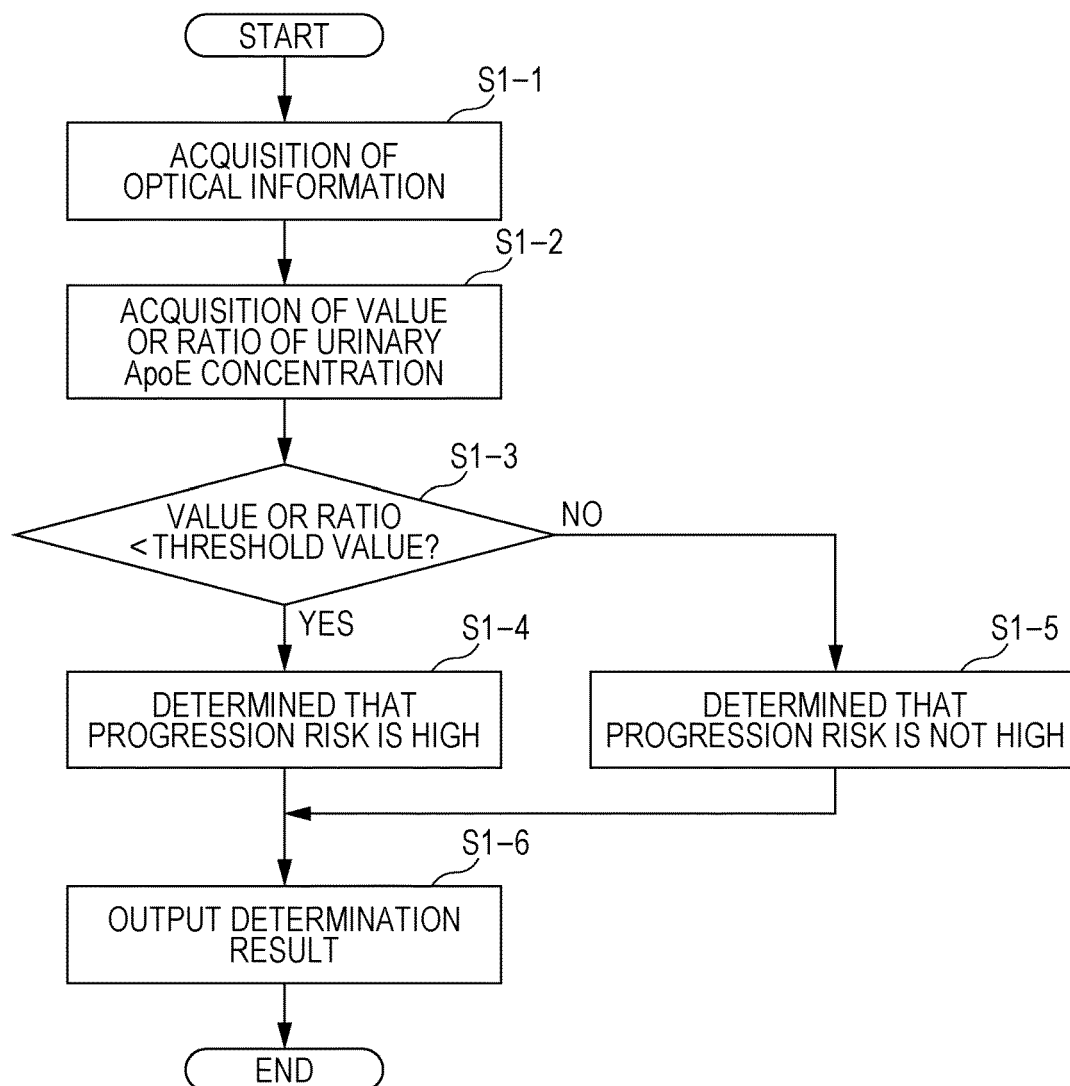 START
S1-1
ACQUISITION OF
OPTICAL INFORMATION
S1-2
ACQUISITION OF VALUE
OR RATIO OF URINARY
ApoE CONCENTRATION
S1-3
VALUE OR RATIO
< THRESHOLD VALUE?
NO
YES
S1-4
DETERMINED THAT
PROGRESSION RISK IS HIGH
S1-5
DETERMINED THAT
PROGRESSION RISK IS NOT HIGH
S1-6
OUTPUT DETERMINATION
RESULT
END